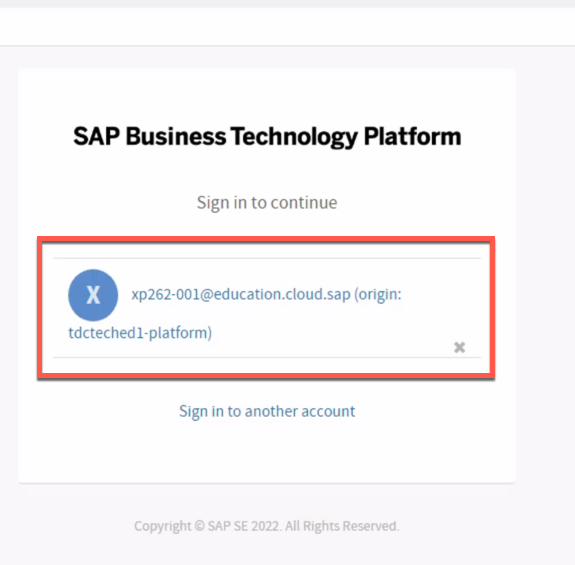 SAP Business Technology Platform
Sign in to continue
X
xp262-001@education.cloud.sap (origin:
tdcteched1-platform)
Sign in to another account
Copyright © SAP SE 2022. All Rights Reserved.